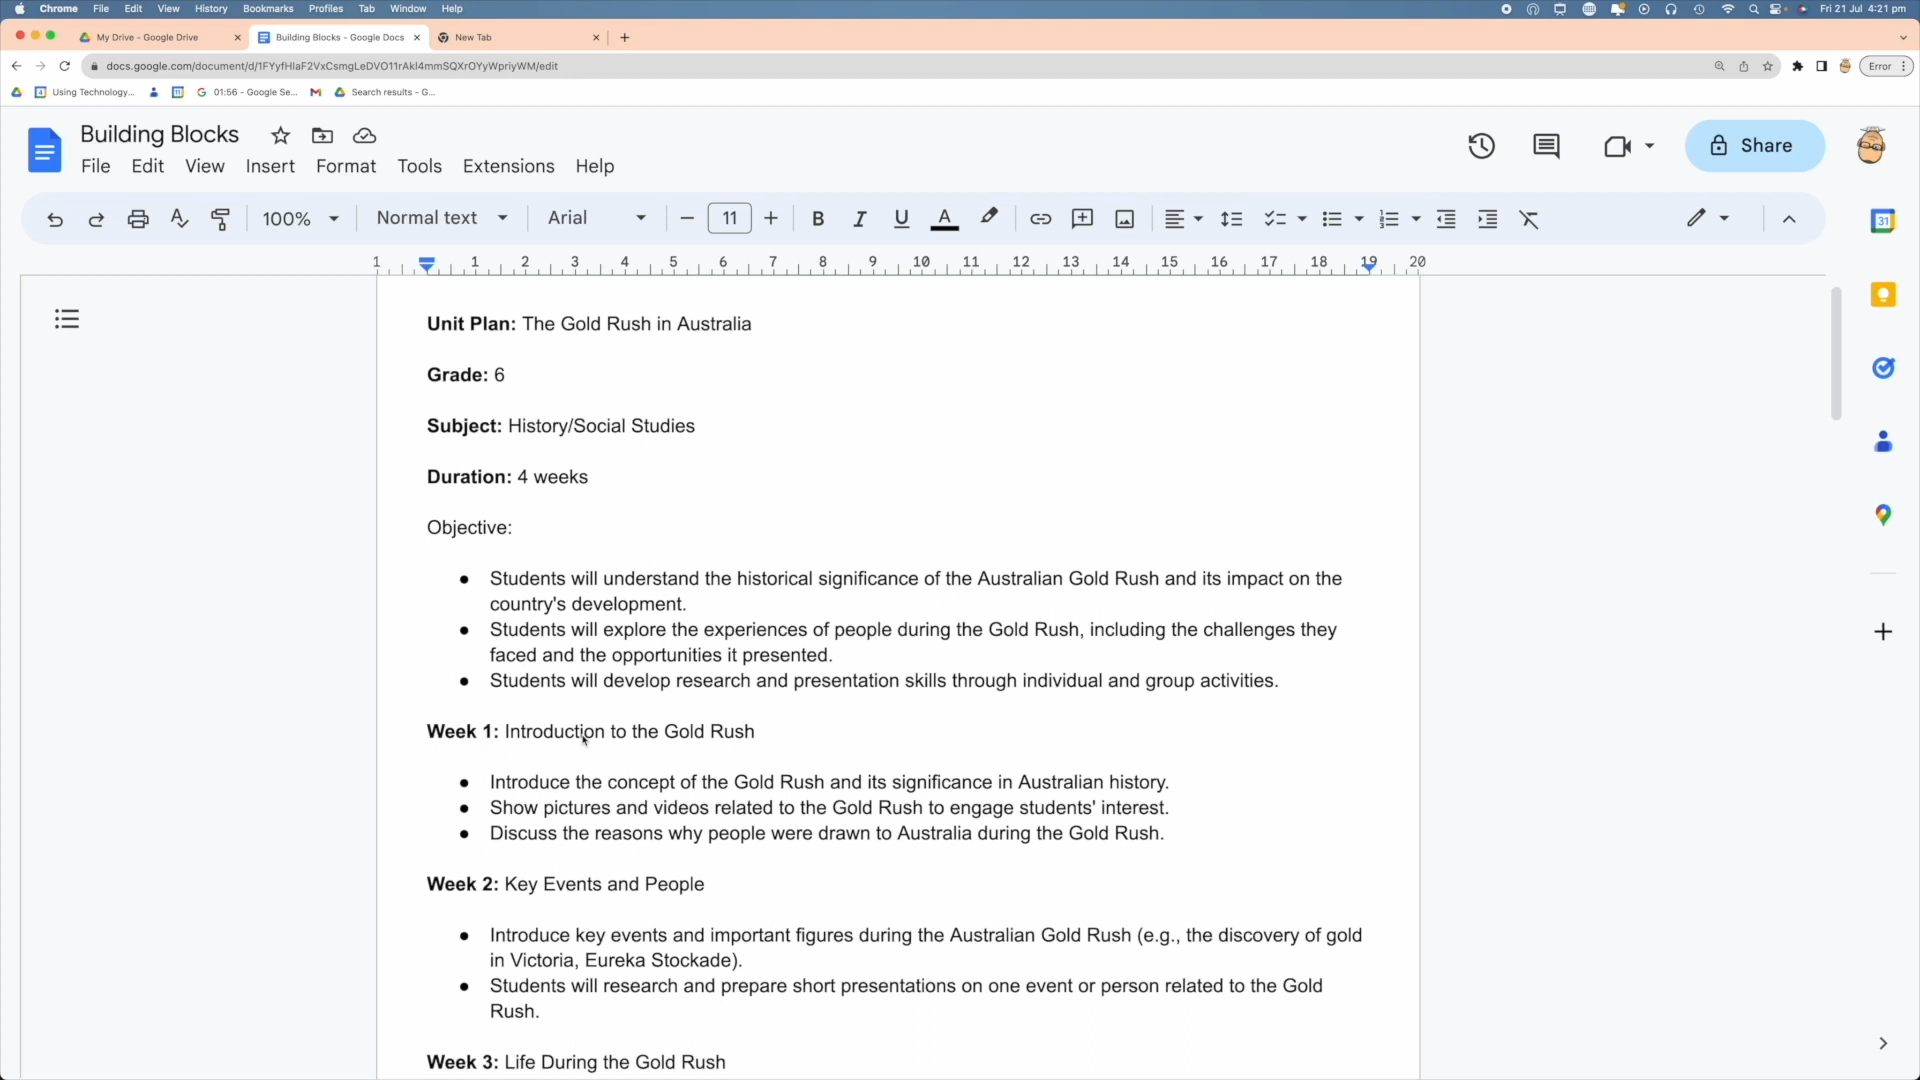 Chrome File Edit View History Bookmarks Profiles Tab Window Help Fri 21 Jul 4:21 pm
My Drive - Google Drive Building Blocks - Google Docs New Tab
docs.google.com/document/d/1FYyfHlaF2VxCsmgLeDVO11rAkl4mmSQXrOYyWpriyWM/edit Error
Using Technology... 01:56 - Google Se... Search results - G...
Building Blocks
File Edit View Insert Format Tools Extensions Help
Share
100% Normal text Arial 11
1 1 2 3 4 5 6 7 8 9 10 11 12 13 14 15 16 17 18 19 20
31
Unit Plan: The Gold Rush in Australia
Grade: 6
Subject: History/Social Studies
Duration: 4 weeks
Objective:
● Students will understand the historical significance of the Australian Gold Rush and its impact on the
country's development.
● Students will explore the experiences of people during the Gold Rush, including the challenges they
faced and the opportunities it presented.
● Students will develop research and presentation skills through individual and group activities.
Week 1: Introduction to the Gold Rush
● Introduce the concept of the Gold Rush and its significance in Australian history.
● Show pictures and videos related to the Gold Rush to engage students' interest.
● Discuss the reasons why people were drawn to Australia during the Gold Rush.
Week 2: Key Events and People
● Introduce key events and important figures during the Australian Gold Rush (e.g., the discovery of gold
in Victoria, Eureka Stockade).
● Students will research and prepare short presentations on one event or person related to the Gold
Rush.
Week 3: Life During the Gold Rush